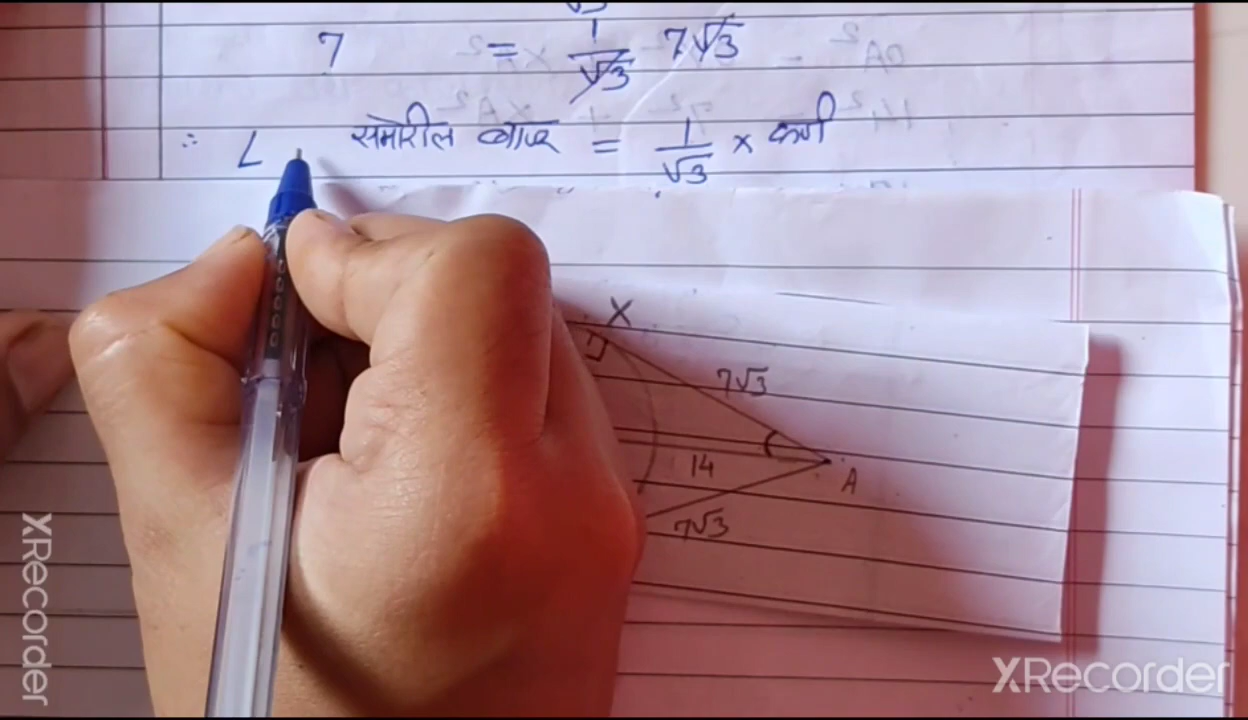 7 = 1/√3 7√3
∴ ∠ समोरील बाजू = 1/√3 × कर्ण
X
7√3
14
A
7√3
XRecorder
XRecorder